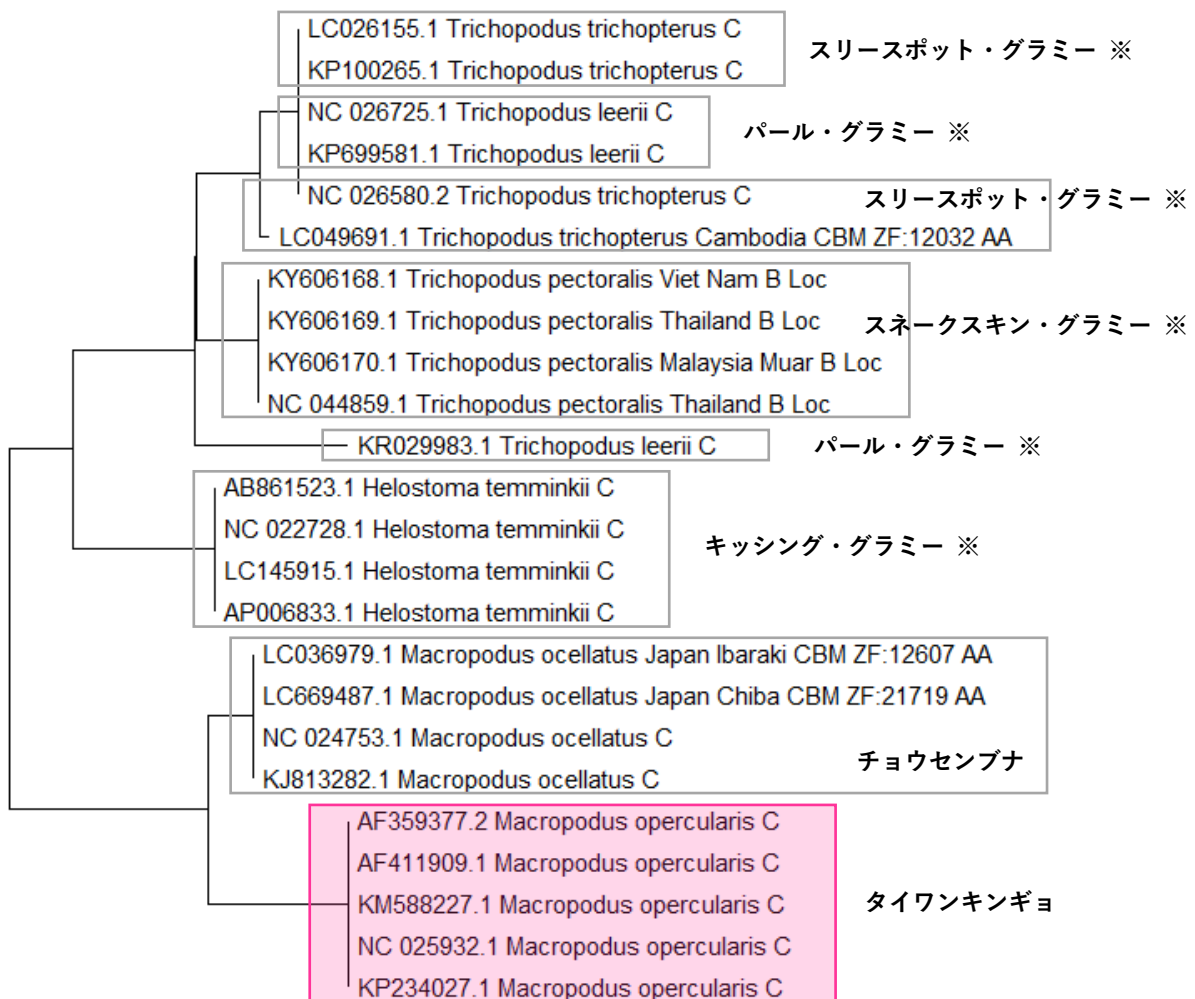 LC026155.1 Trichopodus trichopterus C
スリースポット・グラミー ※
KP100265.1 Trichopodus trichopterus C
NC 026725.1 Trichopodus leerii C
パール・グラミー ※
KP699581.1 Trichopodus leerii C
NC 026580.2 Trichopodus trichopterus C
スリースポット・グラミー ※
LC049691.1 Trichopodus trichopterus Cambodia CBM ZF:12032 AA
KY606168.1 Trichopodus pectoralis Viet Nam B Loc
KY606169.1 Trichopodus pectoralis Thailand B Loc
スネークスキン・グラミー ※
KY606170.1 Trichopodus pectoralis Malaysia Muar B Loc
NC 044859.1 Trichopodus pectoralis Thailand B Loc
KR029983.1 Trichopodus leerii C
パール・グラミー ※
AB861523.1 Helostoma temminkii C
NC 022728.1 Helostoma temminkii C
キッシング・グラミー ※
LC145915.1 Helostoma temminkii C
AP006833.1 Helostoma temminkii C
LC036979.1 Macropodus ocellatus Japan Ibaraki CBM ZF:12607 AA
LC669487.1 Macropodus ocellatus Japan Chiba CBM ZF:21719 AA
NC 024753.1 Macropodus ocellatus C
チョウセンブナ
KJ813282.1 Macropodus ocellatus C
AF359377.2 Macropodus opercularis C
AF411909.1 Macropodus opercularis C
KM588227.1 Macropodus opercularis C
タイワンキンギョ
NC 025932.1 Macropodus opercularis C
KP234027.1 Macropodus opercularis C